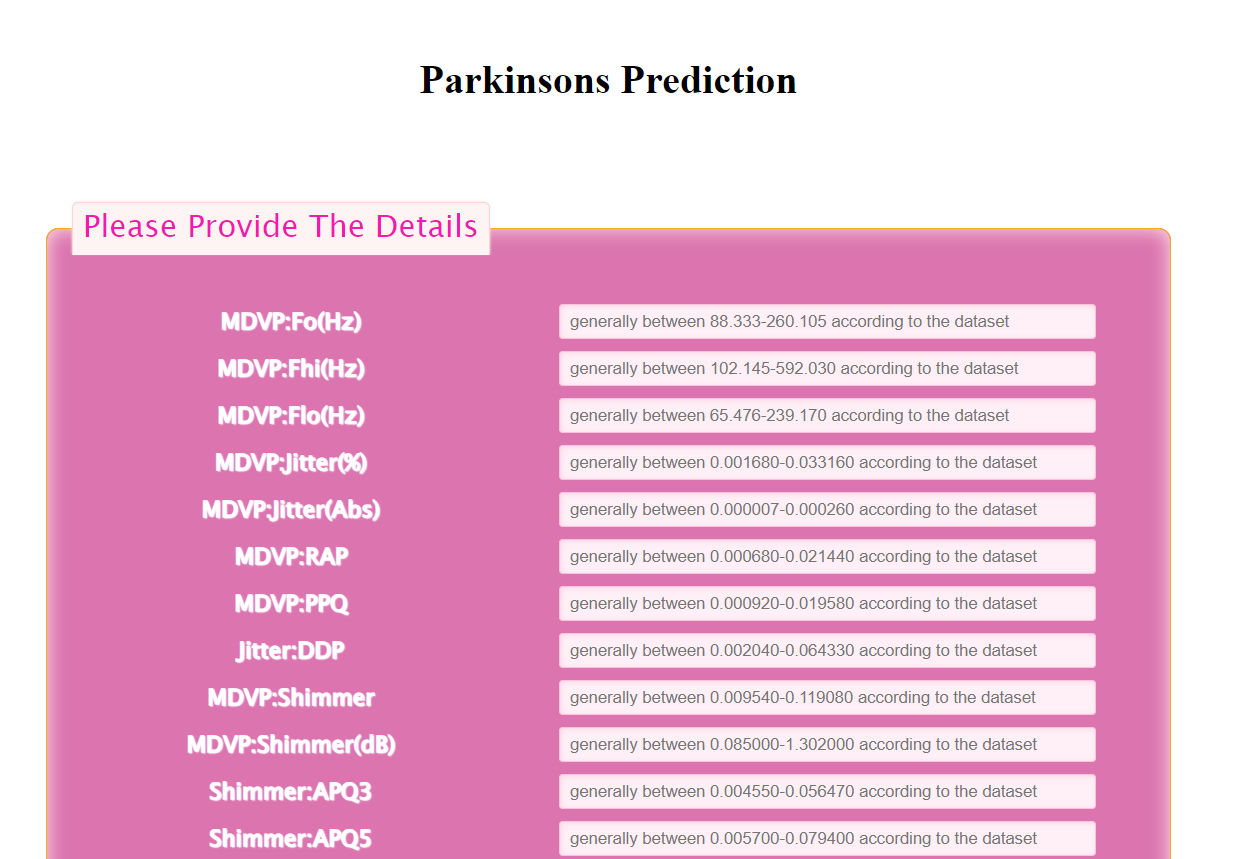 Parkinsons Prediction
Please Provide The Details
MDVP:Fo(Hz) generally between 88.333-260.105 according to the dataset
MDVP:Fhi(Hz) generally between 102.145-592.030 according to the dataset
MDVP:Flo(Hz) generally between 65.476-239.170 according to the dataset
MDVP:Jitter(%) generally between 0.001680-0.033160 according to the dataset
MDVP:Jitter(Abs) generally between 0.000007-0.000260 according to the dataset
MDVP:RAP generally between 0.000680-0.021440 according to the dataset
MDVP:PPQ generally between 0.000920-0.019580 according to the dataset
Jitter:DDP generally between 0.002040-0.064330 according to the dataset
MDVP:Shimmer generally between 0.009540-0.119080 according to the dataset
MDVP:Shimmer(dB) generally between 0.085000-1.302000 according to the dataset
Shimmer:APQ3 generally between 0.004550-0.056470 according to the dataset
Shimmer:APQ5 generally between 0.005700-0.079400 according to the dataset